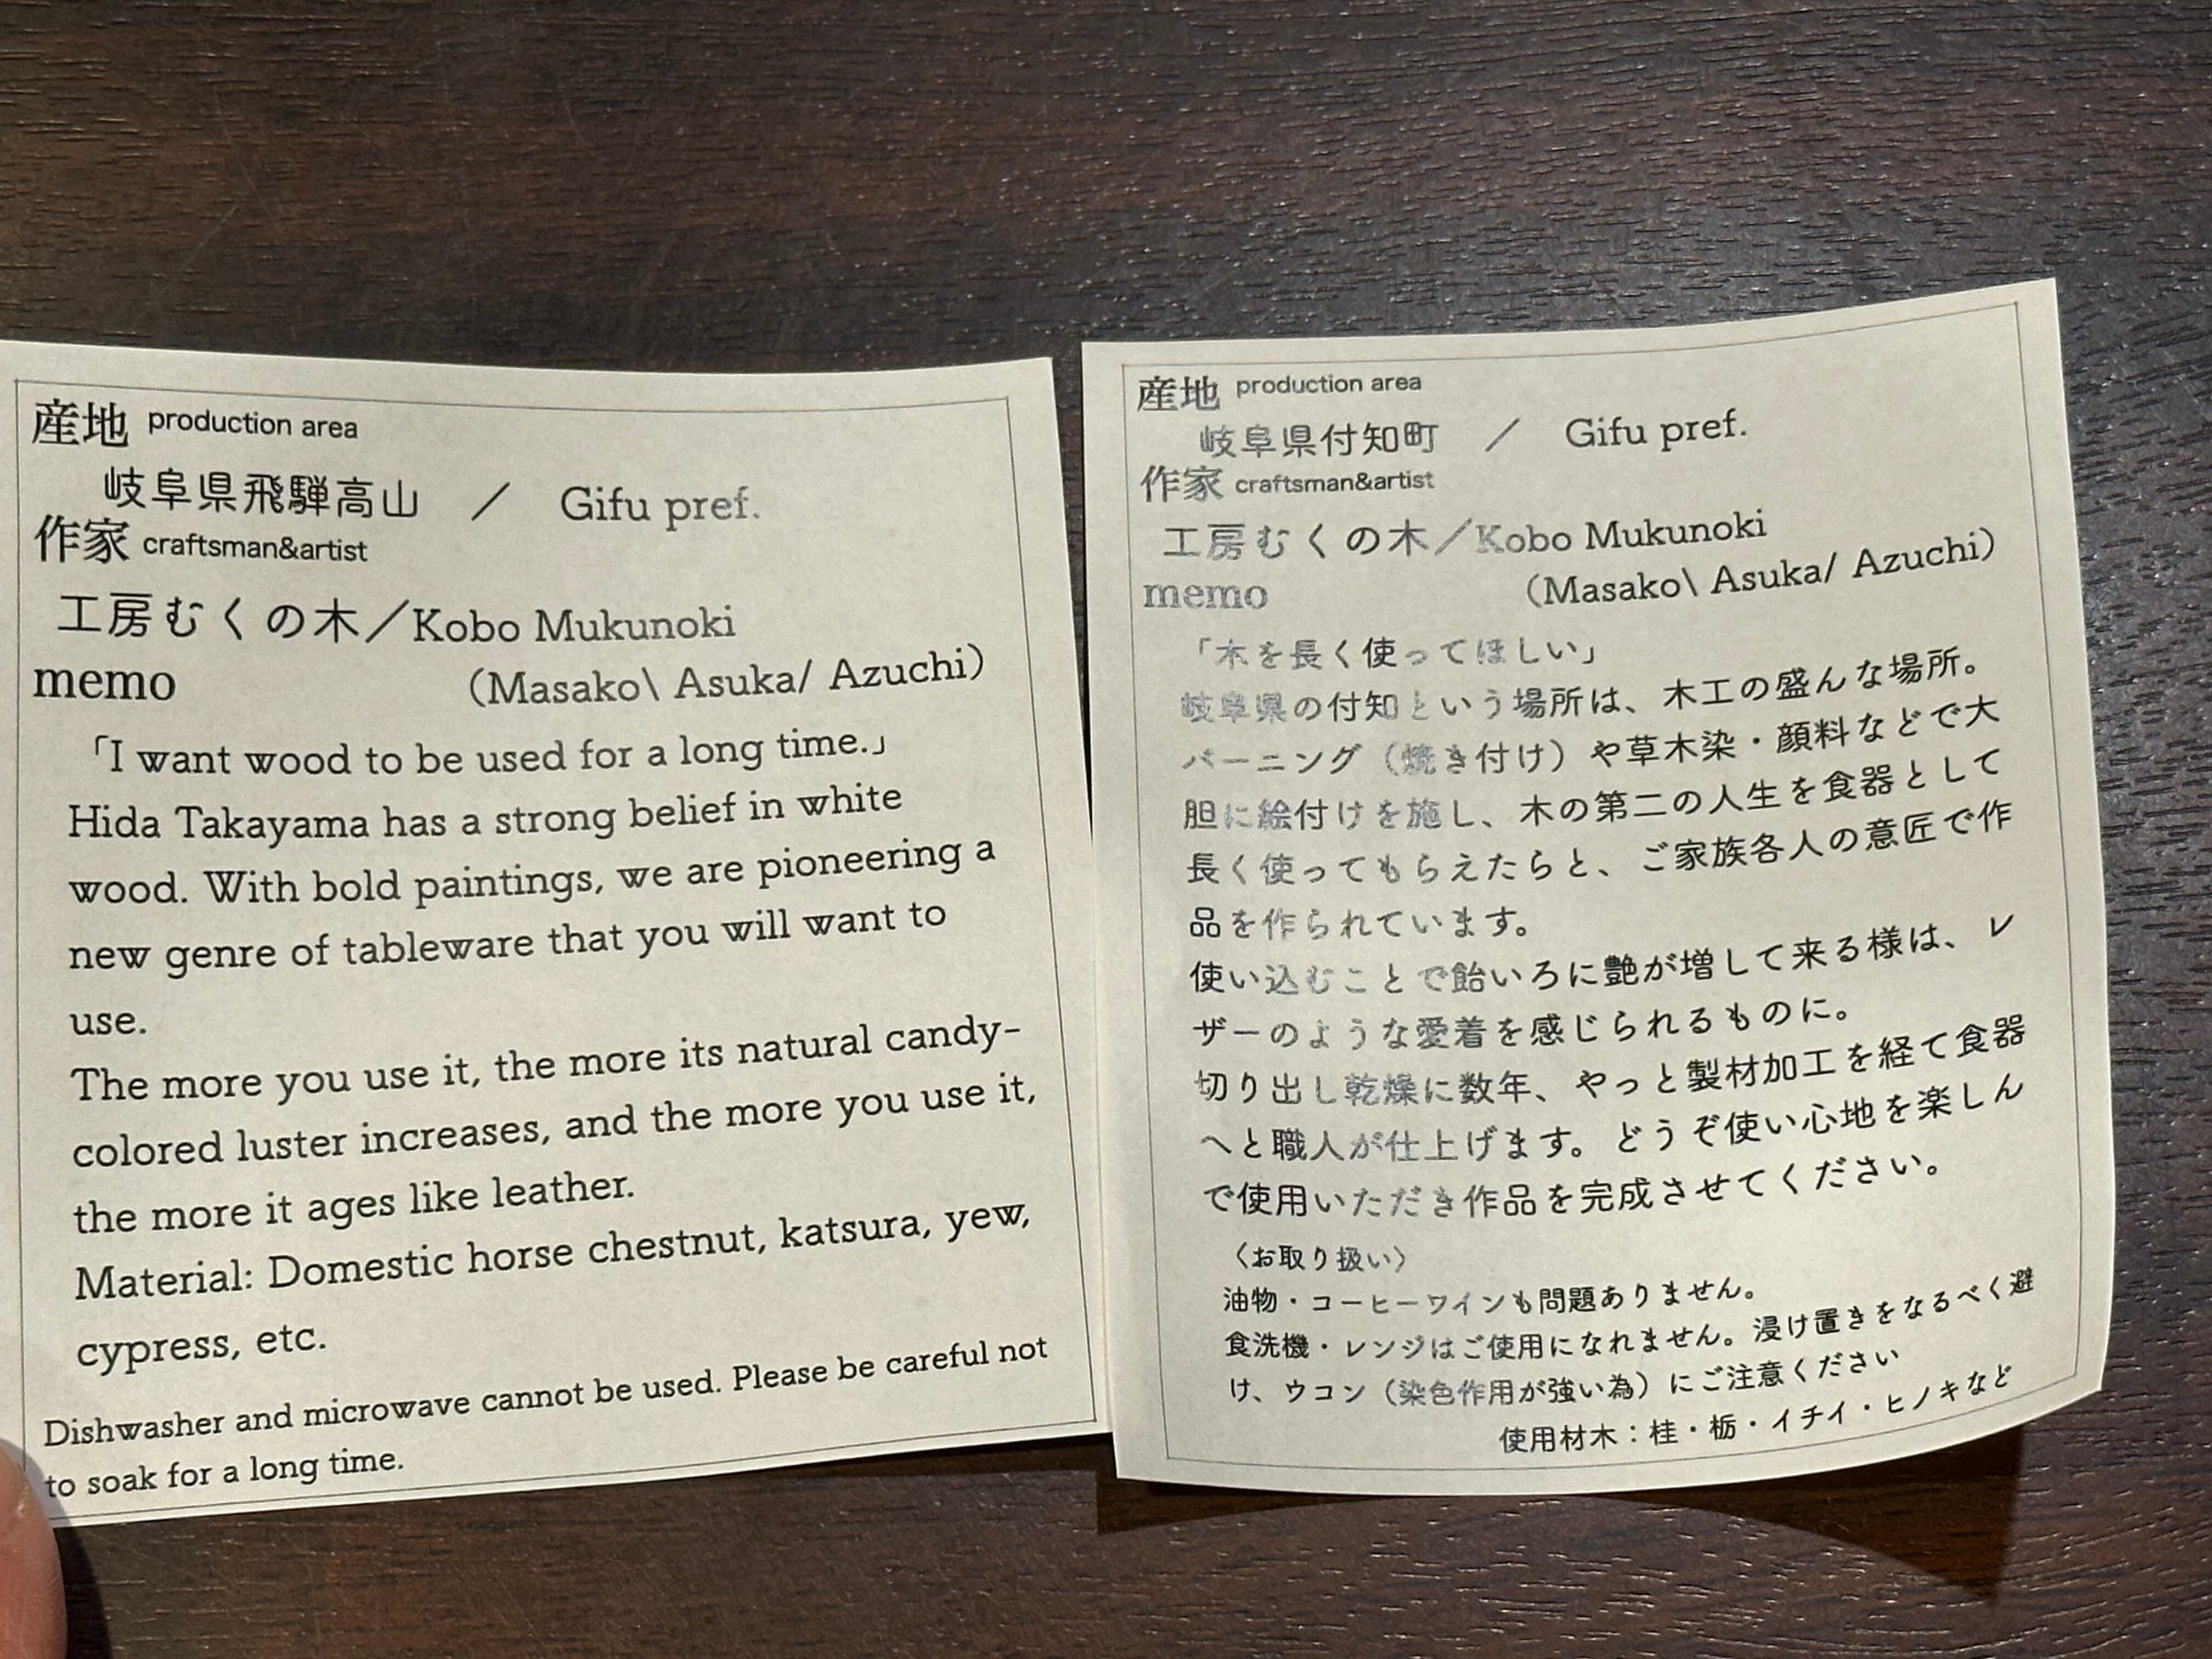 産地 production area
岐阜県飛騨高山 ／ Gifu pref.
作家 craftsman&artist
工房むくの木／Kobo Mukunoki
memo （Masako\ Asuka/ Azuchi）
「I want wood to be used for a long time.」
Hida Takayama has a strong belief in white
wood. With bold paintings, we are pioneering a
new genre of tableware that you will want to
use.
The more you use it, the more its natural candy-
colored luster increases, and the more you use it,
the more it ages like leather.
Material: Domestic horse chestnut, katsura, yew,
cypress, etc.
Dishwasher and microwave cannot be used. Please be careful not
to soak for a long time.
産地 production area
岐阜県付知町 ／ Gifu pref.
作家 craftsman&artist
工房むくの木／Kobo Mukunoki
memo （Masako\ Asuka/ Azuchi）
「木を長く使ってほしい」
岐阜県の付知という場所は、木工の盛んな場所。
バーニング（焼き付け）や草木染・顔料などで大
胆に絵付けを施し、木の第二の人生を食器として
長く使ってもらえたらと、ご家族各人の意匠で作
品を作られています。
使い込むことで飴いろに艶が増して来る様は、レ
ザーのような愛着を感じられるものに。
切り出し乾燥に数年、やっと製材加工を経て食器
へと職人が仕上げます。どうぞ使い心地を楽しん
で使用いただき作品を完成させてください。
〈お取り扱い〉
油物・コーヒーワインも問題ありません。
食洗機・レンジはご使用になれません。浸け置きをなるべく避
け、ウコン（染色作用が強い為）にご注意ください
使用材木：桂・栃・イチイ・ヒノキなど